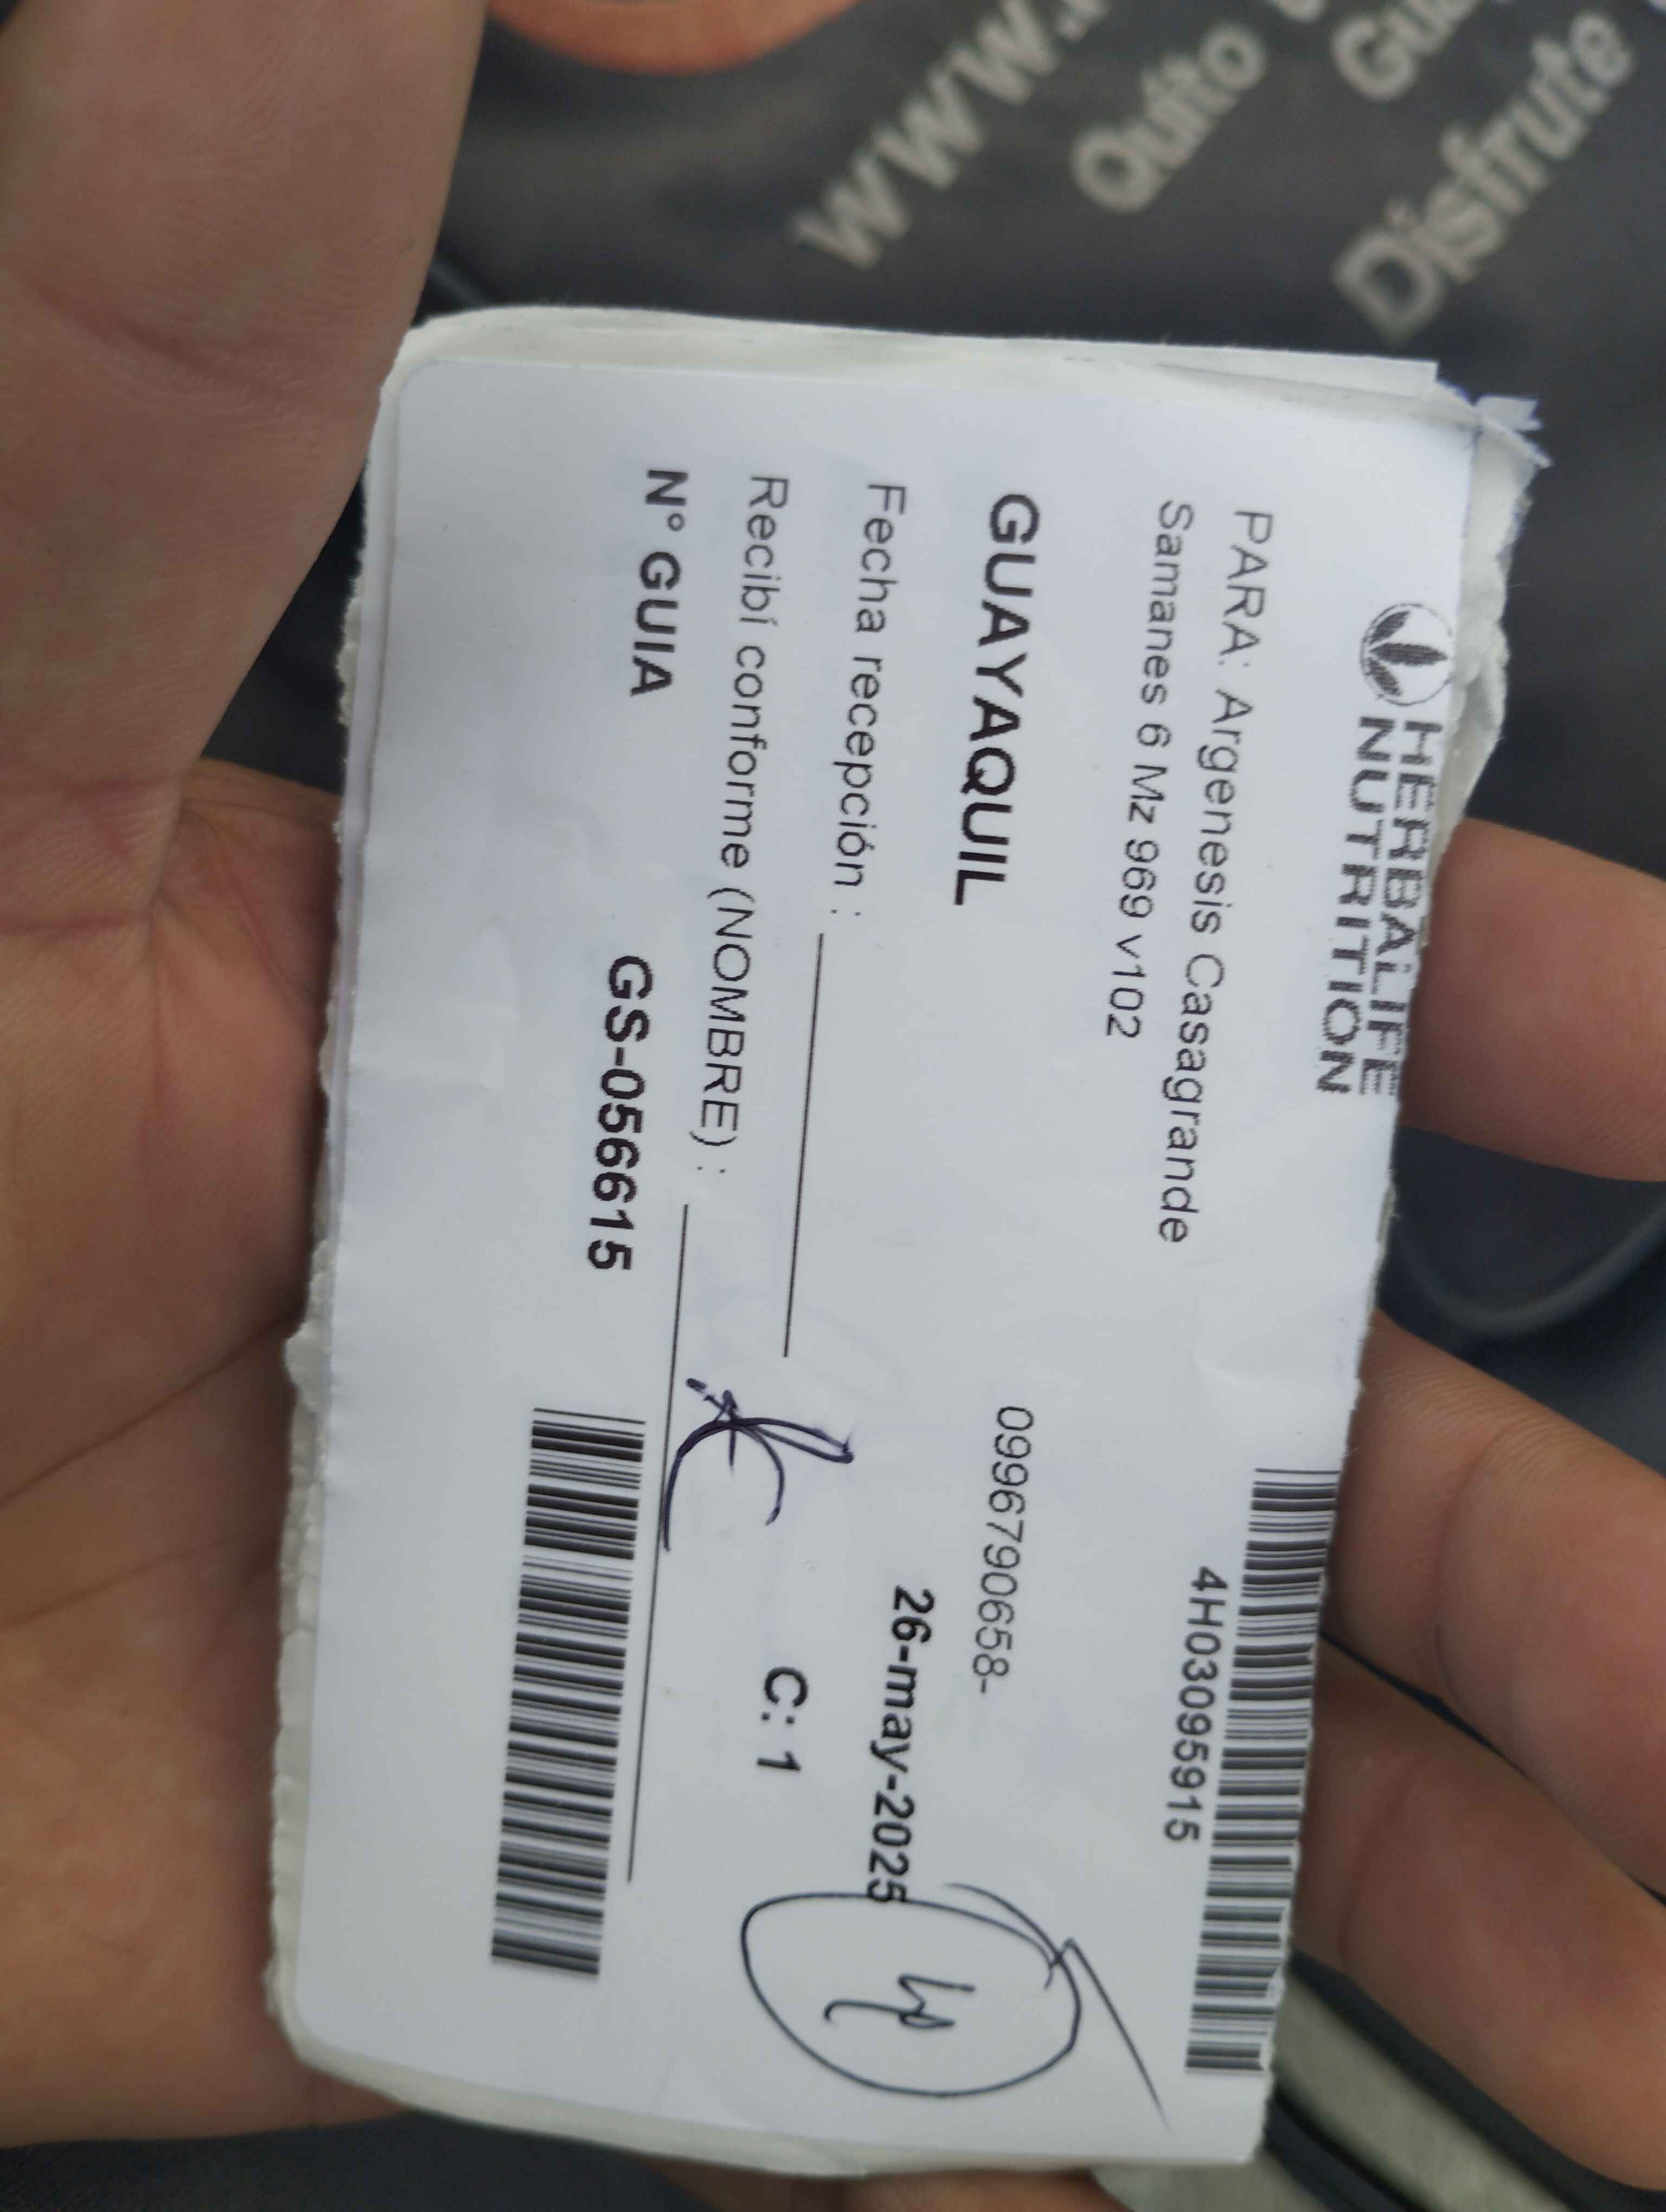 www.
Quito
Gua
Disfrute
HERBALIFE
NUTRITION
4H03095915
PARA: Argenesis Casagrande
Samanes 6 Mz 969 v102
GUAYAQUIL 0996790658-
Fecha recepción : 26-may-2025
Recibí conforme (NOMBRE) : C: 1
N° GUIA GS-056615